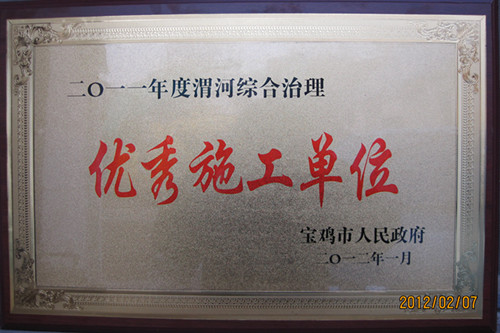 二〇一一年度渭河综合治理
优秀施工单位
宝鸡市人民政府
二〇一二年一月
2012/02/07